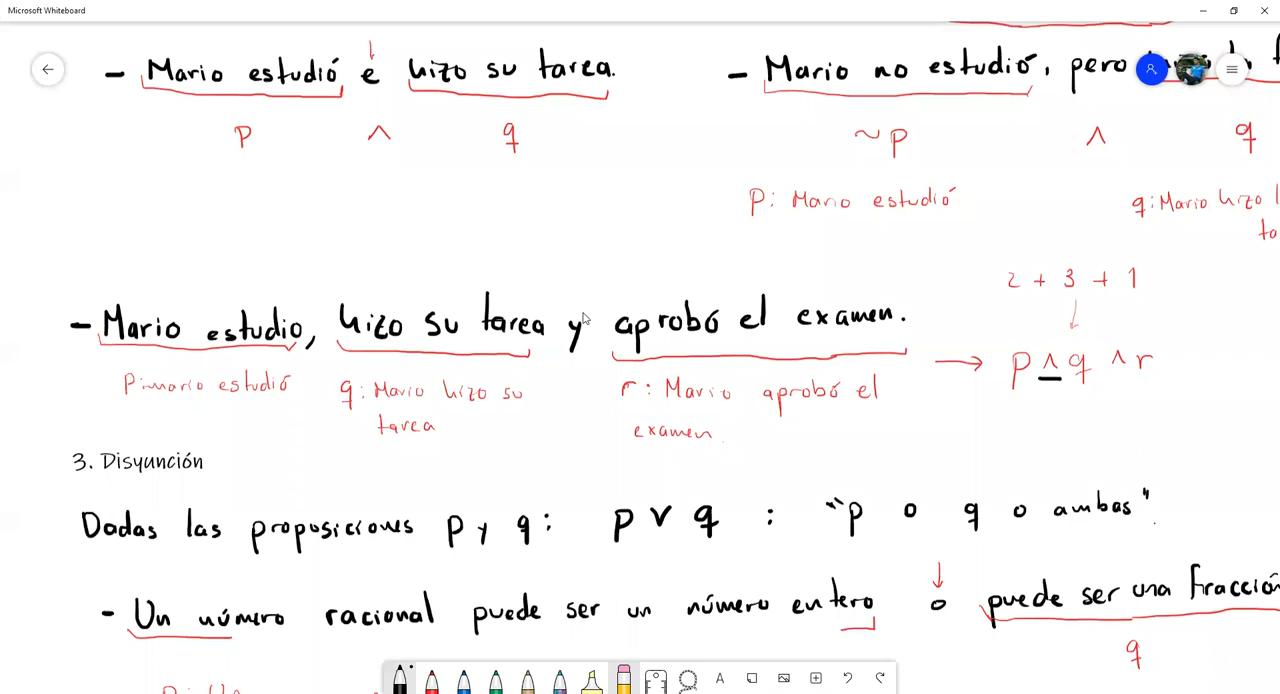 Microsoft Whiteboard
- Mario estudió e hizo su tarea.
p ∧ q
- Mario no estudió, pero
~p ∧ q
p: Mario estudió
q: Mario hizo
2 + 3 + 1
- Mario estudio, hizo su tarea y aprobó el examen. → p ∧ q ∧ r
p: Mario estudió
q: Mario hizo su
tarea
r: Mario aprobó el
examen.
3. Disyunción
Dadas las proposiciones p y q: p ∨ q : "p o q o ambas".
- Un número racional puede ser un número entero o puede ser una fracción
q
A